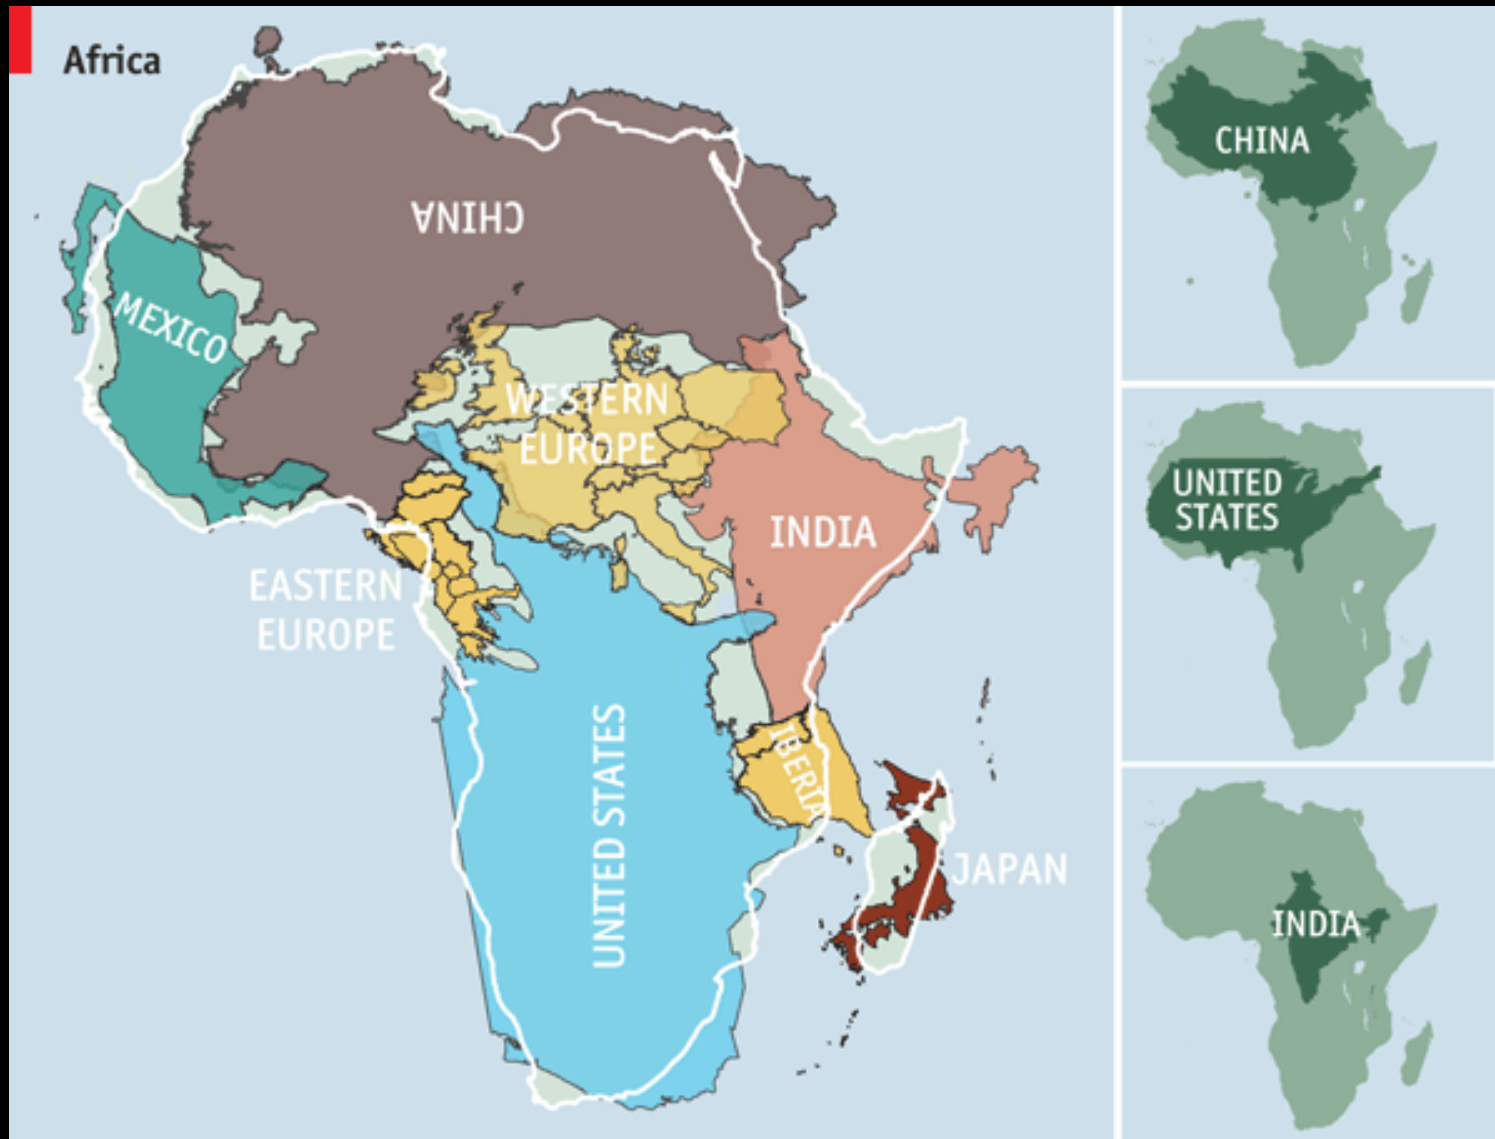 Africa
CHINA
MEXICO
WESTERN
EUROPE
INDIA
EASTERN
EUROPE
UNITED STATES
IBERIA
JAPAN
CHINA
UNITED
STATES
INDIA